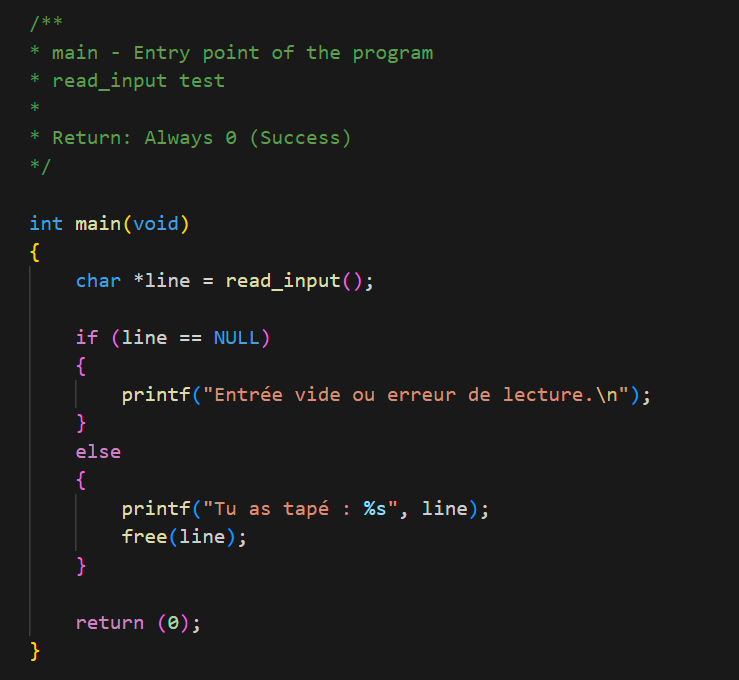 /**
* main - Entry point of the program
* read_input test
*
* Return: Always 0 (Success)
*/
int main(void)
{
char *line = read_input();
if (line == NULL)
{
printf("Entrée vide ou erreur de lecture.\n");
}
else
{
printf("Tu as tapé : %s", line);
free(line);
}
return (0);
}